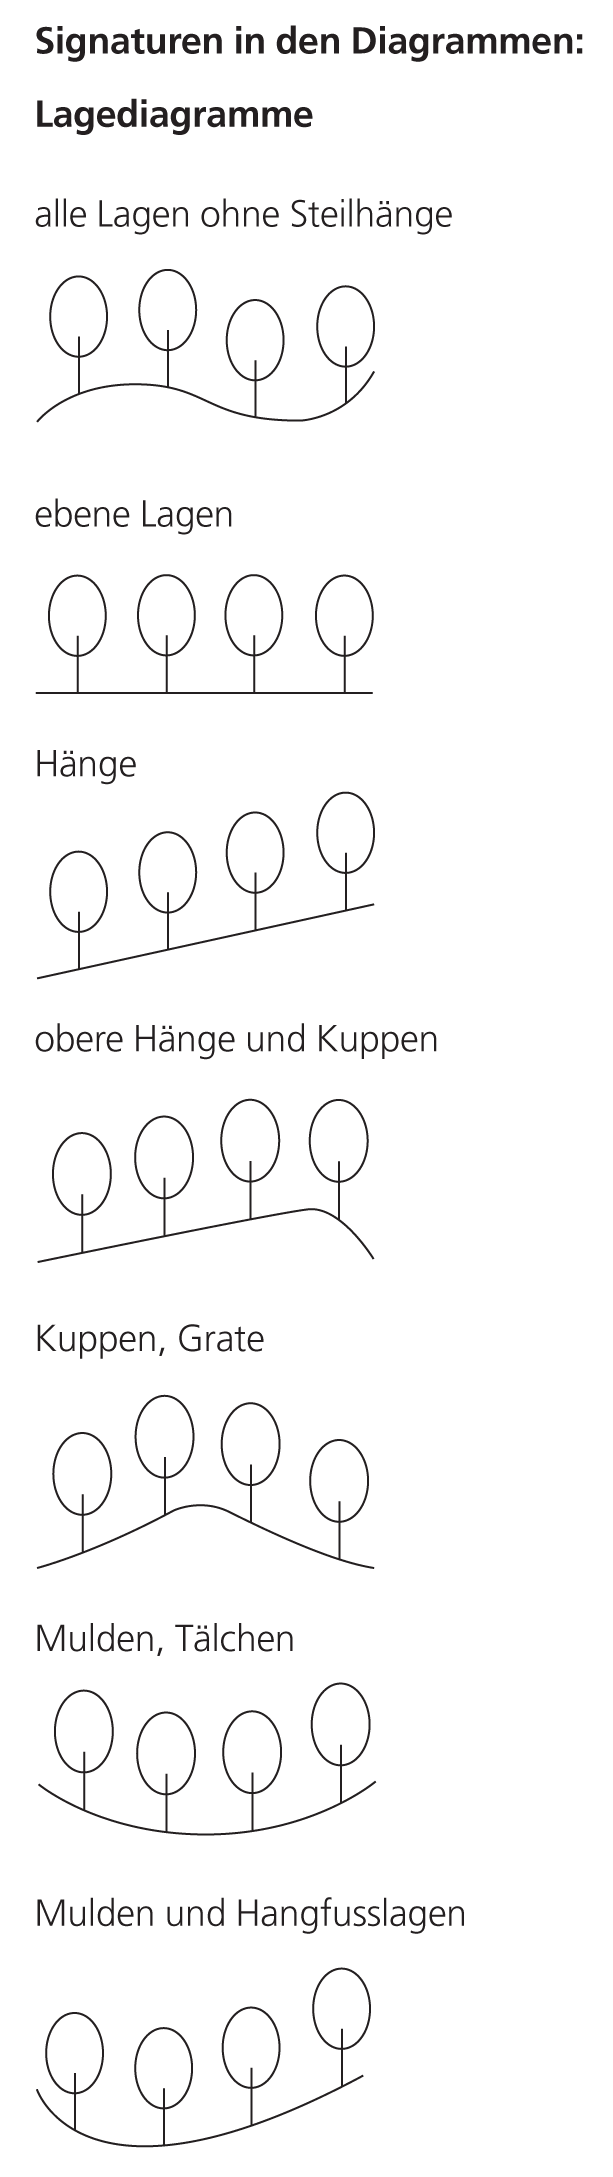 Signaturen in den Diagrammen:
Lagediagramme
alle Lagen ohne Steilhänge
ebene Lagen
Hänge
obere Hänge und Kuppen
Kuppen, Grate
Mulden, Tälchen
Mulden und Hangfusslagen